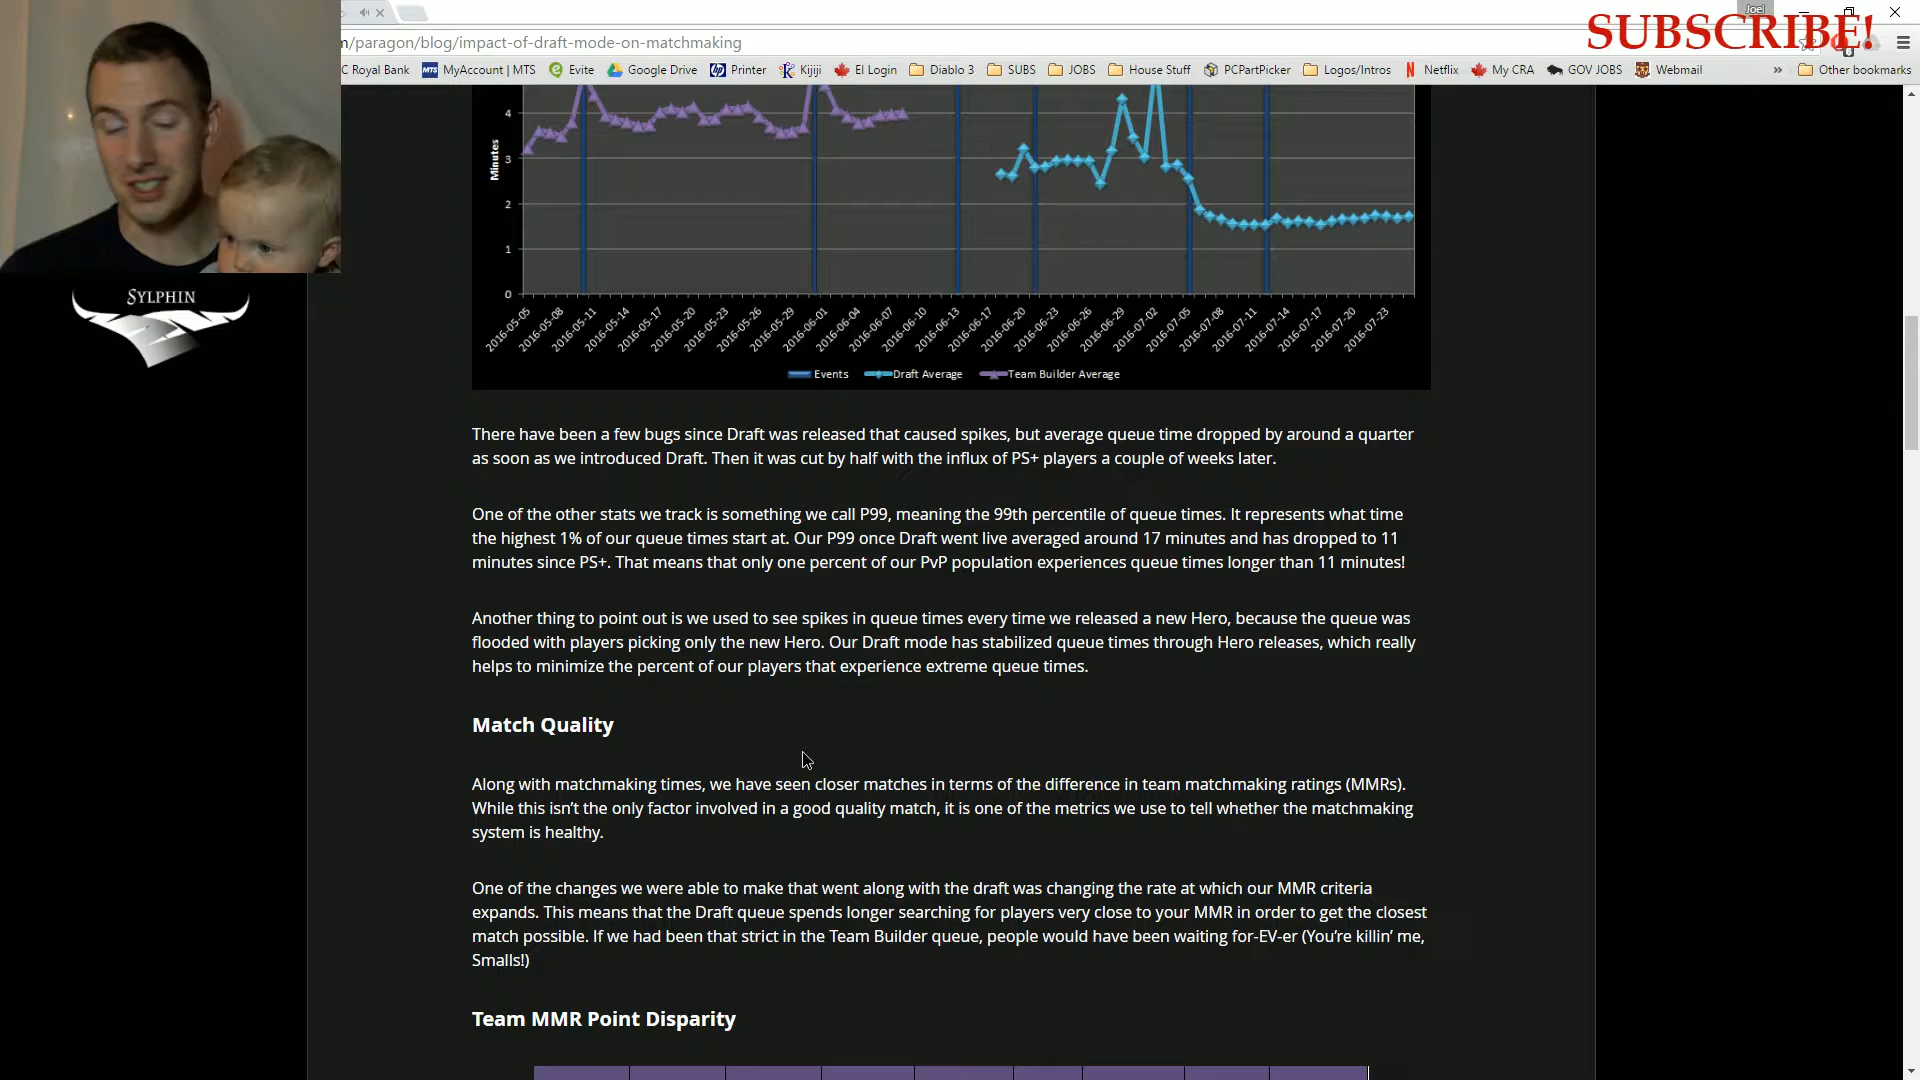 Joel
SUBSCRIBE!
/paragon/blog/impact-of-draft-mode-on-matchmaking
C Royal Bank MTS MyAccount | MTS Evite Google Drive hp Printer Kijiji EI Login Diablo 3 SUBS JOBS House Stuff PCPartPicker Logos/Intros Netflix My CRA GOV JOBS Webmail » Other bookmarks
SYLPHIN
Minutes
4
3
2
1
0
2016-05-05 2016-05-08 2016-05-11 2016-05-14 2016-05-17 2016-05-20 2016-05-23 2016-05-26 2016-05-29 2016-06-01 2016-06-04 2016-06-07 2016-06-10 2016-06-13 2016-06-17 2016-06-20 2016-06-23 2016-06-26 2016-06-29 2016-07-02 2016-07-05 2016-07-08 2016-07-11 2016-07-14 2016-07-17 2016-07-20 2016-07-23
Events Draft Average Team Builder Average
There have been a few bugs since Draft was released that caused spikes, but average queue time dropped by around a quarter
as soon as we introduced Draft. Then it was cut by half with the influx of PS+ players a couple of weeks later.
One of the other stats we track is something we call P99, meaning the 99th percentile of queue times. It represents what time
the highest 1% of our queue times start at. Our P99 once Draft went live averaged around 17 minutes and has dropped to 11
minutes since PS+. That means that only one percent of our PvP population experiences queue times longer than 11 minutes!
Another thing to point out is we used to see spikes in queue times every time we released a new Hero, because the queue was
flooded with players picking only the new Hero. Our Draft mode has stabilized queue times through Hero releases, which really
helps to minimize the percent of our players that experience extreme queue times.
Match Quality
Along with matchmaking times, we have seen closer matches in terms of the difference in team matchmaking ratings (MMRs).
While this isn’t the only factor involved in a good quality match, it is one of the metrics we use to tell whether the matchmaking
system is healthy.
One of the changes we were able to make that went along with the draft was changing the rate at which our MMR criteria
expands. This means that the Draft queue spends longer searching for players very close to your MMR in order to get the closest
match possible. If we had been that strict in the Team Builder queue, people would have been waiting for-EV-er (You’re killin’ me,
Smalls!)
Team MMR Point Disparity